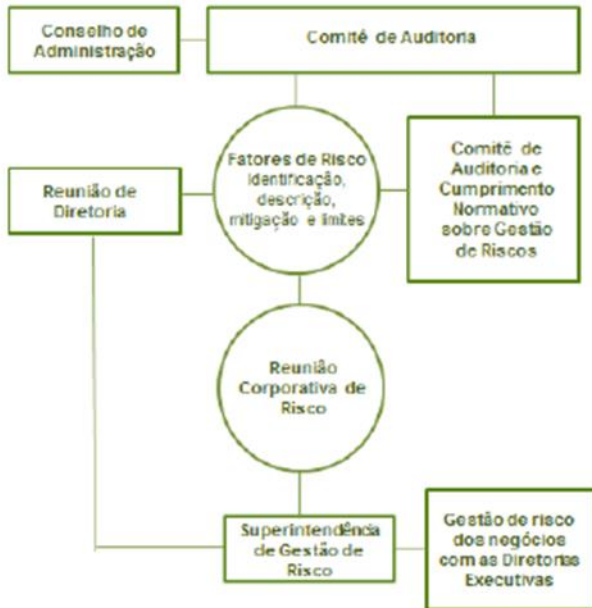 Conselho de
Administração
Comitê de Auditoria
Fatores de Risco
Identificação,
descrição,
mitigação e limites
Comitê de
Auditoria e
Cumprimento
Normativo
sobre Gestão
de Riscos
Reunião de
Diretoria
Reunião
Corporativa de
Risco
Superintendência
de Gestão de
Risco
Gestão de risco
dos negócios
com as Diretorias
Executivas